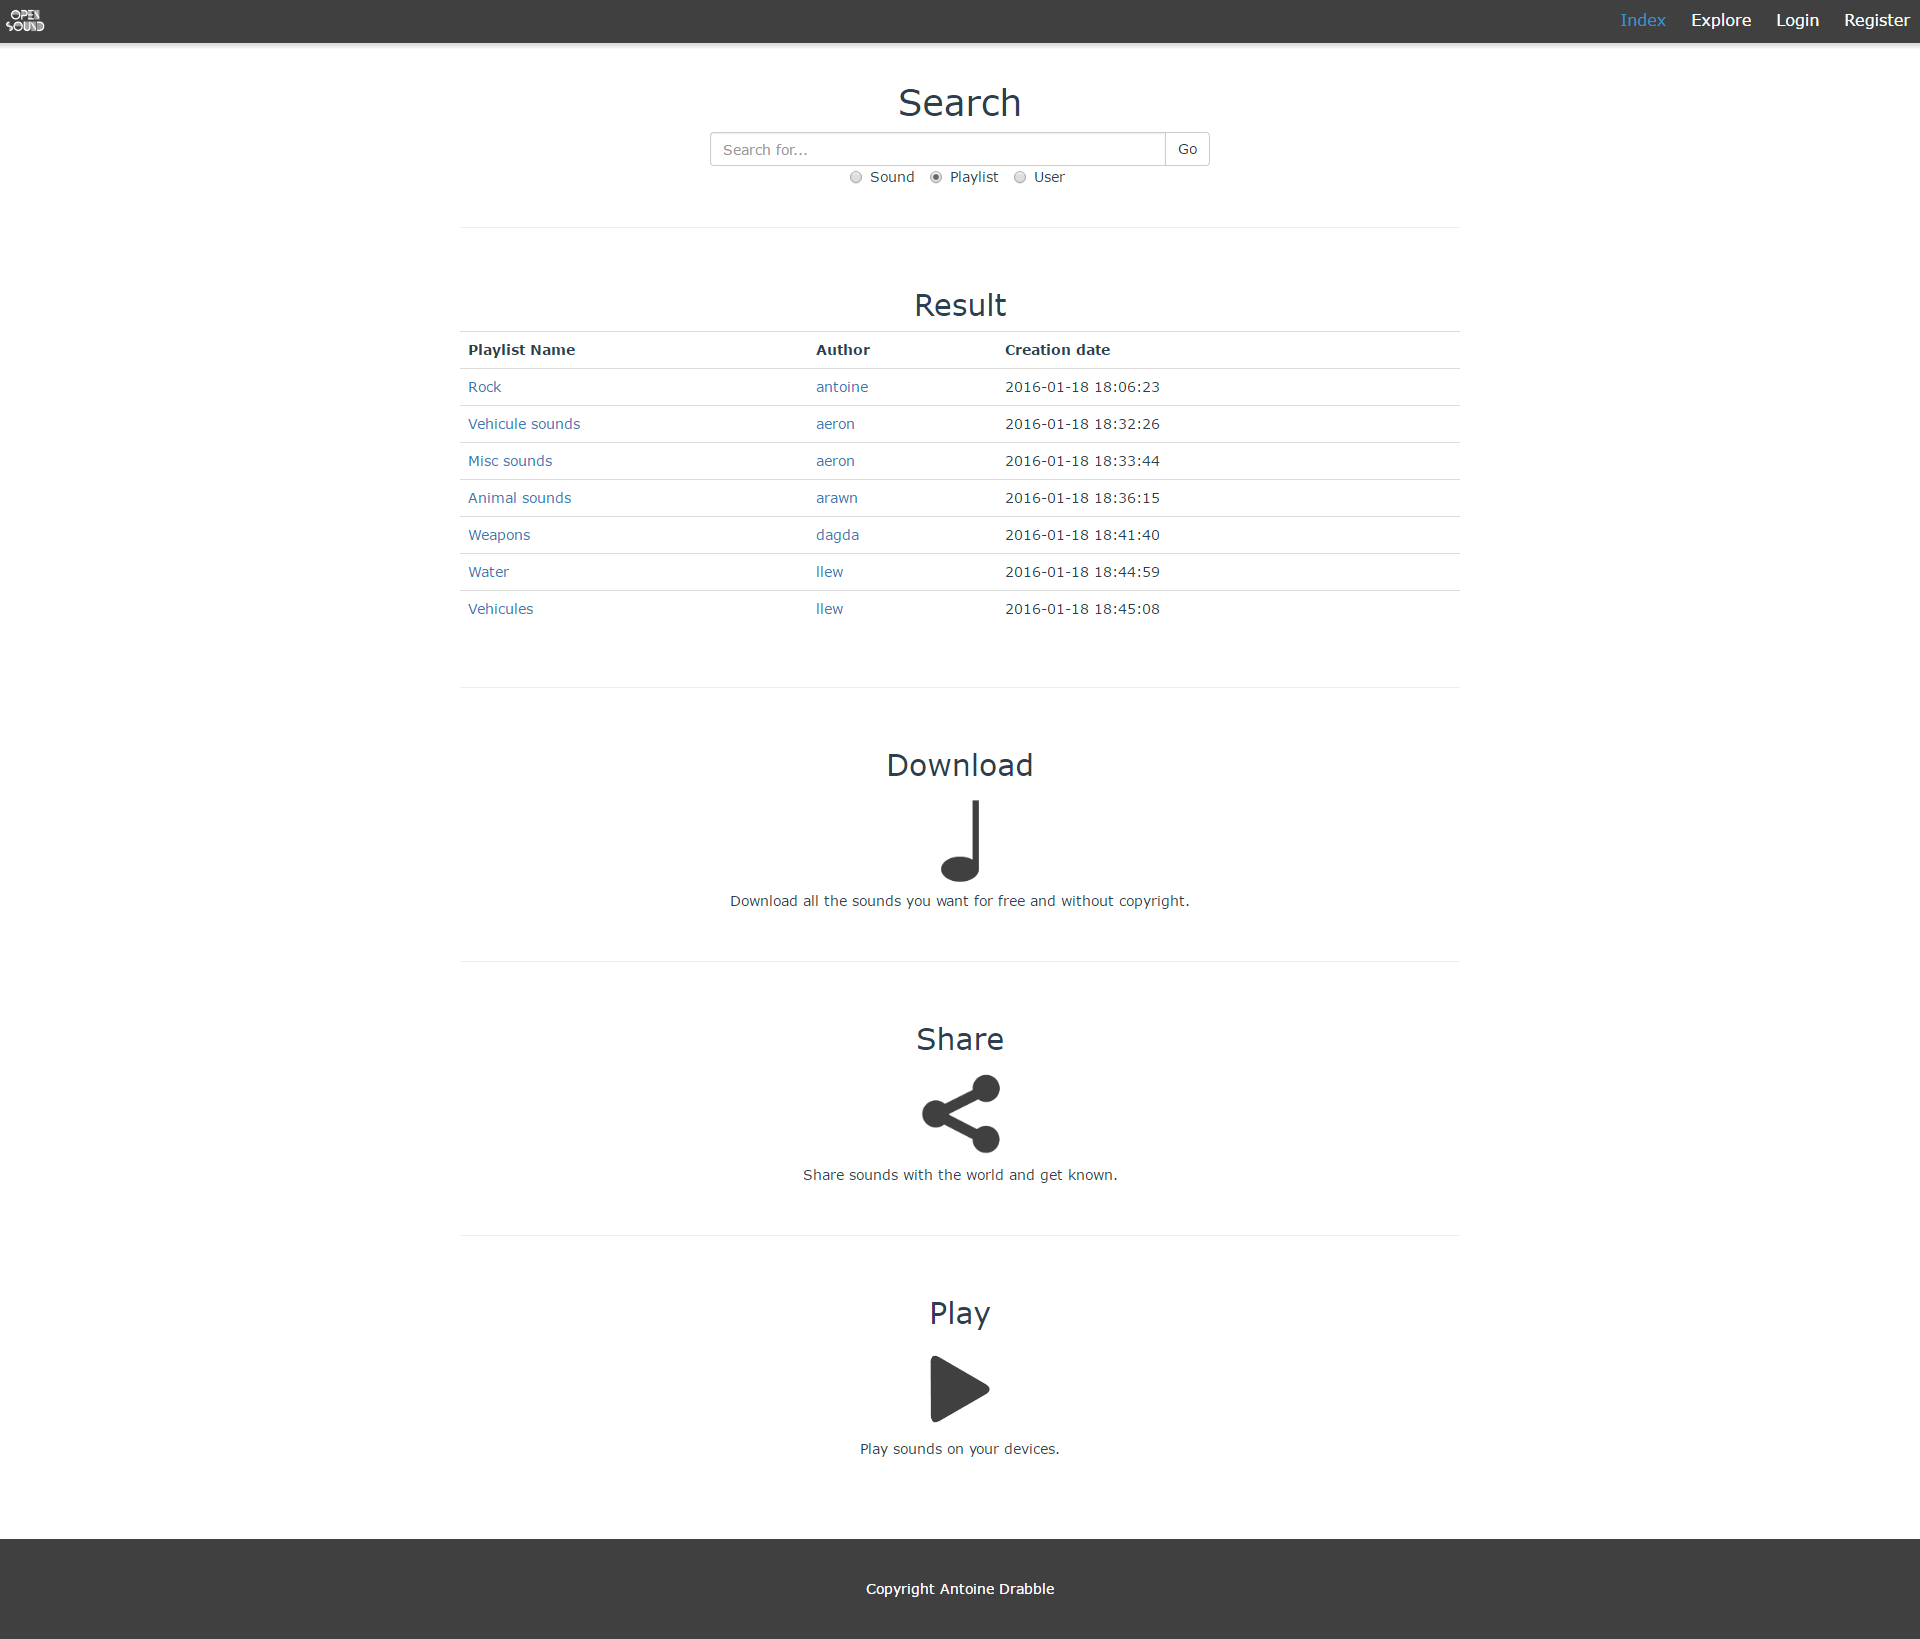 OPEN
SOUND
Index Explore Login Register
Search
Search for... Go
Sound Playlist User
Result
Playlist Name Author Creation date
Rock antoine 2016-01-18 18:06:23
Vehicule sounds aeron 2016-01-18 18:32:26
Misc sounds aeron 2016-01-18 18:33:44
Animal sounds arawn 2016-01-18 18:36:15
Weapons dagda 2016-01-18 18:41:40
Water llew 2016-01-18 18:44:59
Vehicules llew 2016-01-18 18:45:08
Download
Download all the sounds you want for free and without copyright.
Share
Share sounds with the world and get known.
Play
Play sounds on your devices.
Copyright Antoine Drabble